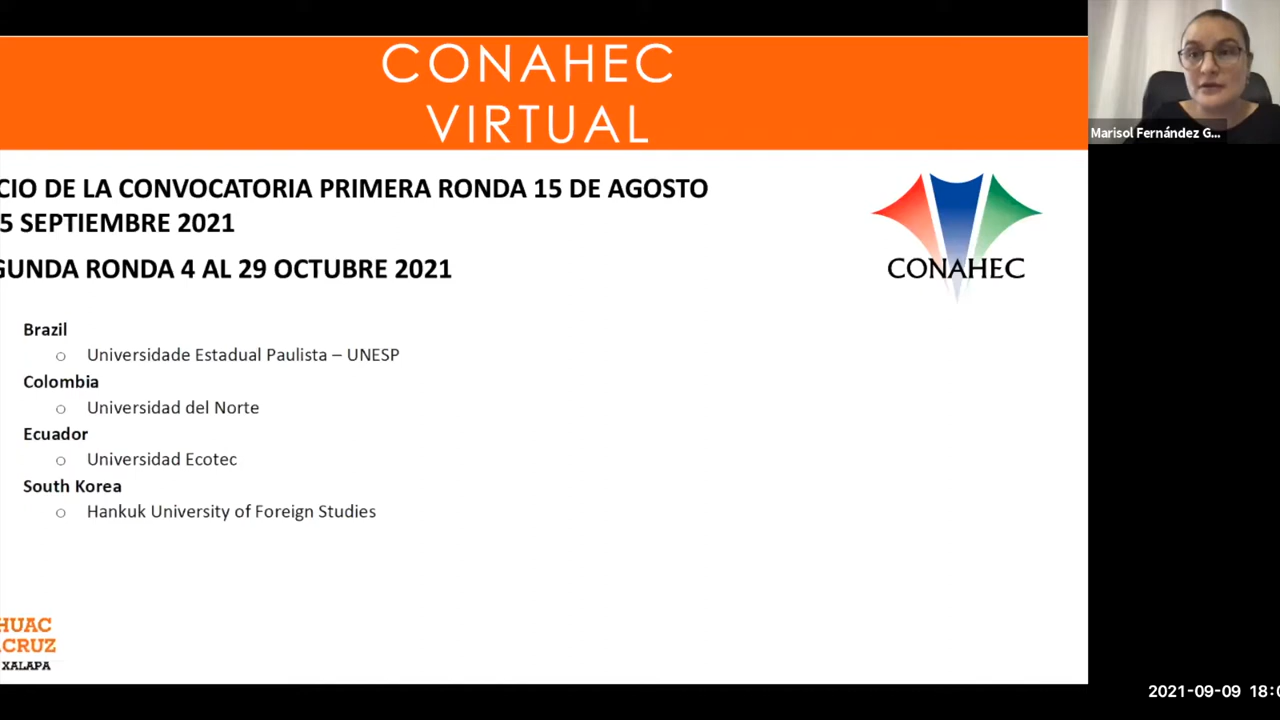 CONAHEC
VIRTUAL
Marisol Fernández G...
CIO DE LA CONVOCATORIA PRIMERA RONDA 15 DE AGOSTO
5 SEPTIEMBRE 2021
GUNDA RONDA 4 AL 29 OCTUBRE 2021
CONAHEC
Brazil
○ Universidade Estadual Paulista – UNESP
Colombia
○ Universidad del Norte
Ecuador
○ Universidad Ecotec
South Korea
○ Hankuk University of Foreign Studies
HUAC
CRUZ
XALAPA
2021-09-09 18:0